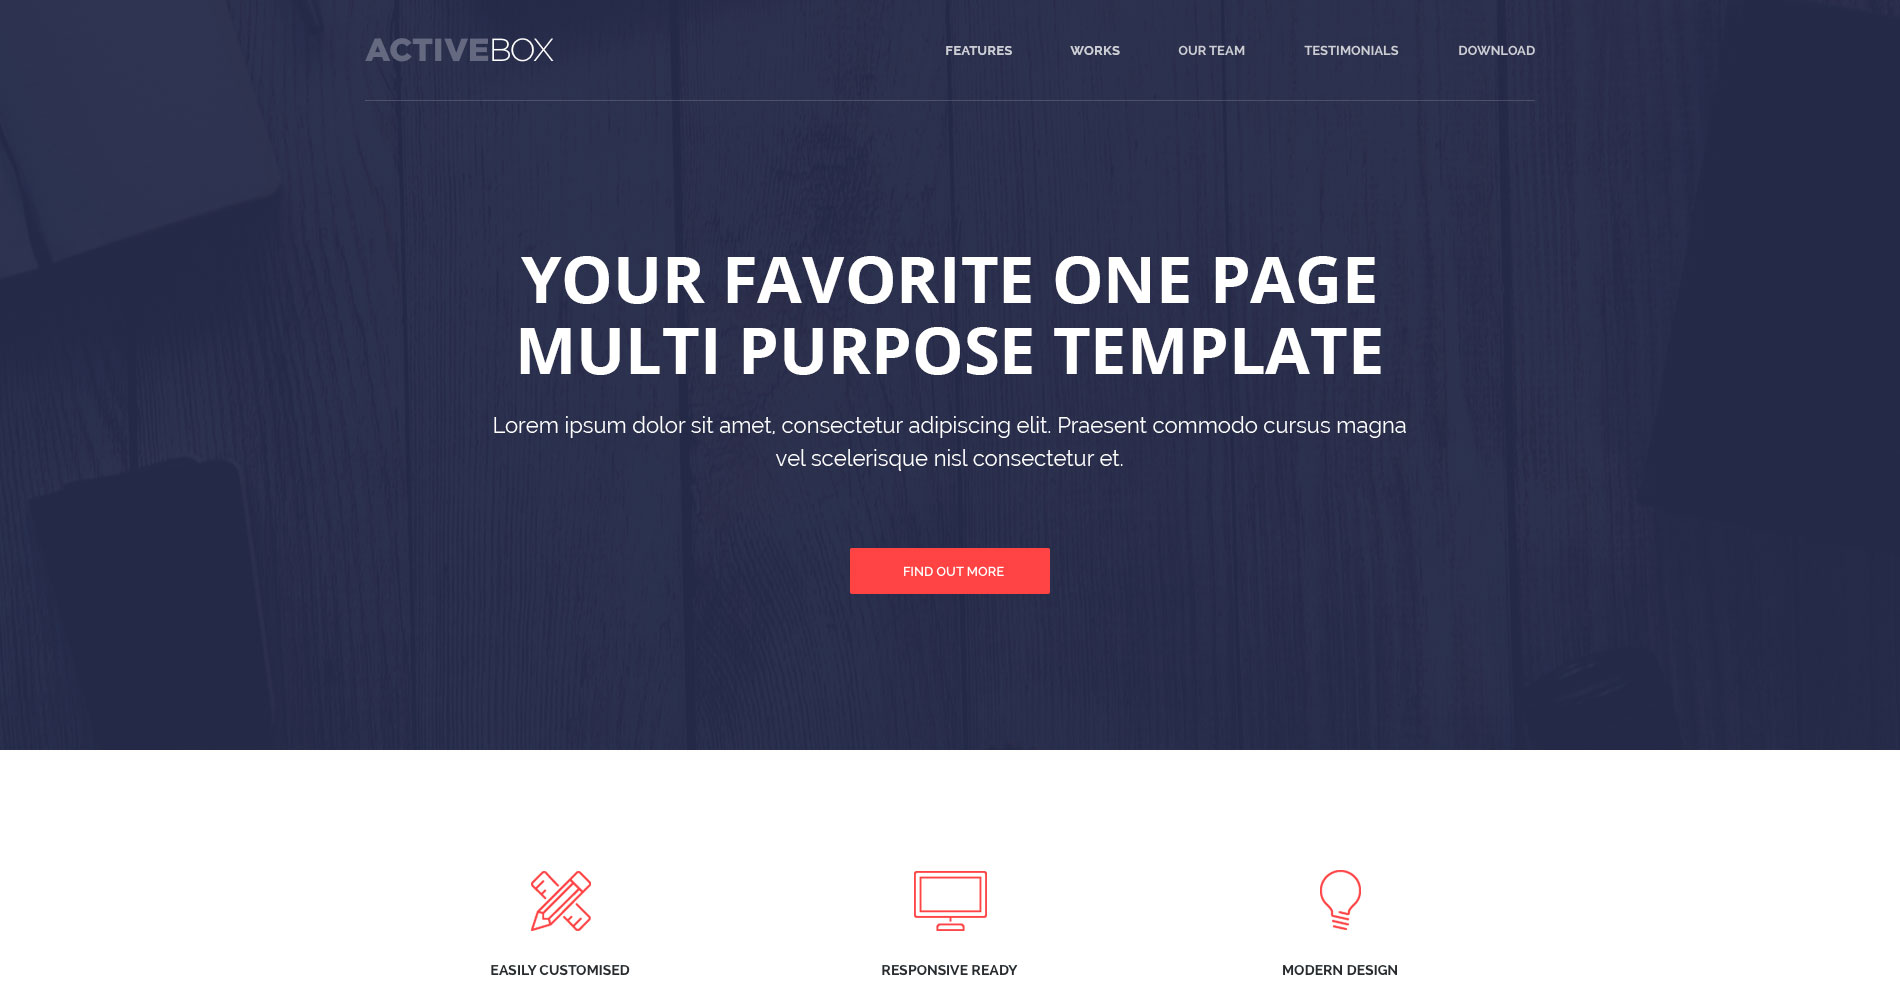 ACTIVEBOX
FEATURES WORKS OUR TEAM TESTIMONIALS DOWNLOAD
YOUR FAVORITE ONE PAGE
MULTI PURPOSE TEMPLATE
Lorem ipsum dolor sit amet, consectetur adipiscing elit. Praesent commodo cursus magna
vel scelerisque nisl consectetur et.
FIND OUT MORE
EASILY CUSTOMISED RESPONSIVE READY MODERN DESIGN